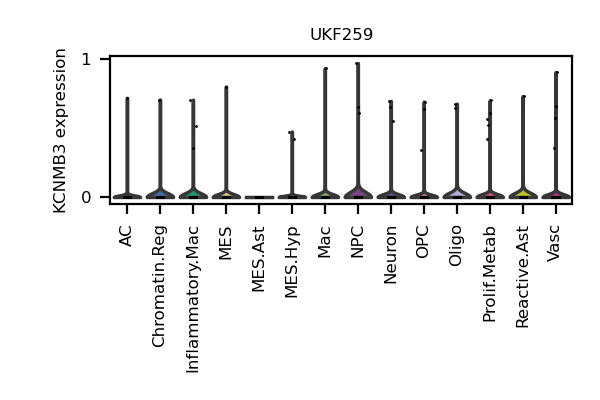 UKF259
KCNMB3 expression
1
0
AC
Chromatin.Reg
Inflammatory.Mac
MES
MES.Ast
MES.Hyp
Mac
NPC
Neuron
OPC
Oligo
Prolif.Metab
Reactive.Ast
Vasc